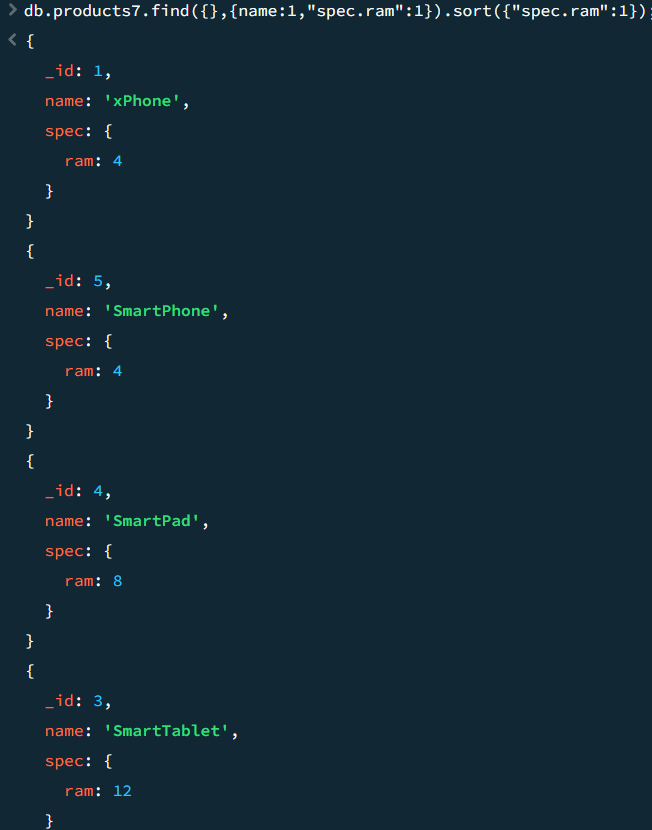 > db.products7.find({},{name:1,"spec.ram":1}).sort({"spec.ram":1});
< {
_id: 1,
name: 'xPhone',
spec: {
ram: 4
}
}
{
_id: 5,
name: 'SmartPhone',
spec: {
ram: 4
}
}
{
_id: 4,
name: 'SmartPad',
spec: {
ram: 8
}
}
{
_id: 3,
name: 'SmartTablet',
spec: {
ram: 12
}